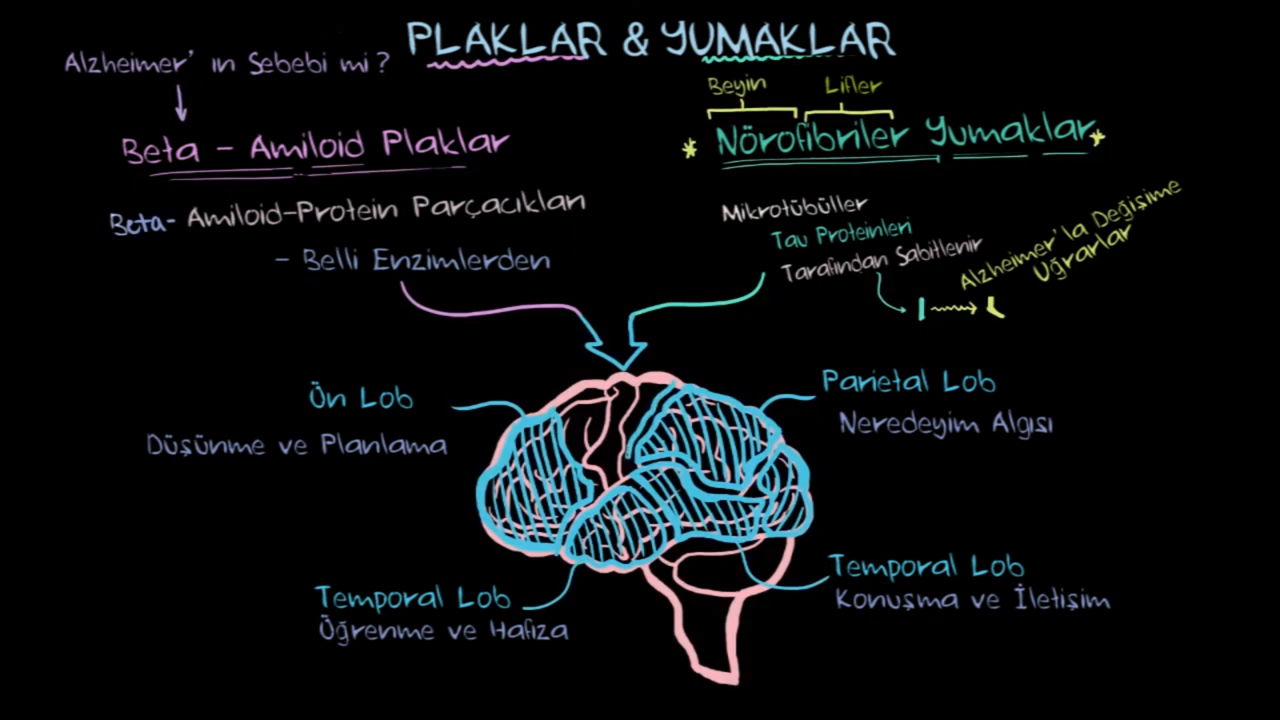 PLAKLAR & YUMAKLAR
Alzheimer' ın Sebebi mi?
Beta - Amiloid Plaklar
Beta- Amiloid-Protein Parçacıkları
- Belli Enzimlerden
Beyin Lifler
* Nörofibriler Yumaklar *
Mikrotübüller
Tau Proteinleri
Tarafından Sabitlenir
Alzheimer'la Değişime
Uğrarlar
Ün Lob
Düşünme ve Planlama
Parietal Lob
Neredeyim Algısı
Temporal Lob
Üğrenme ve Hafıza
Temporal Lob
Konuşma ve İletişim